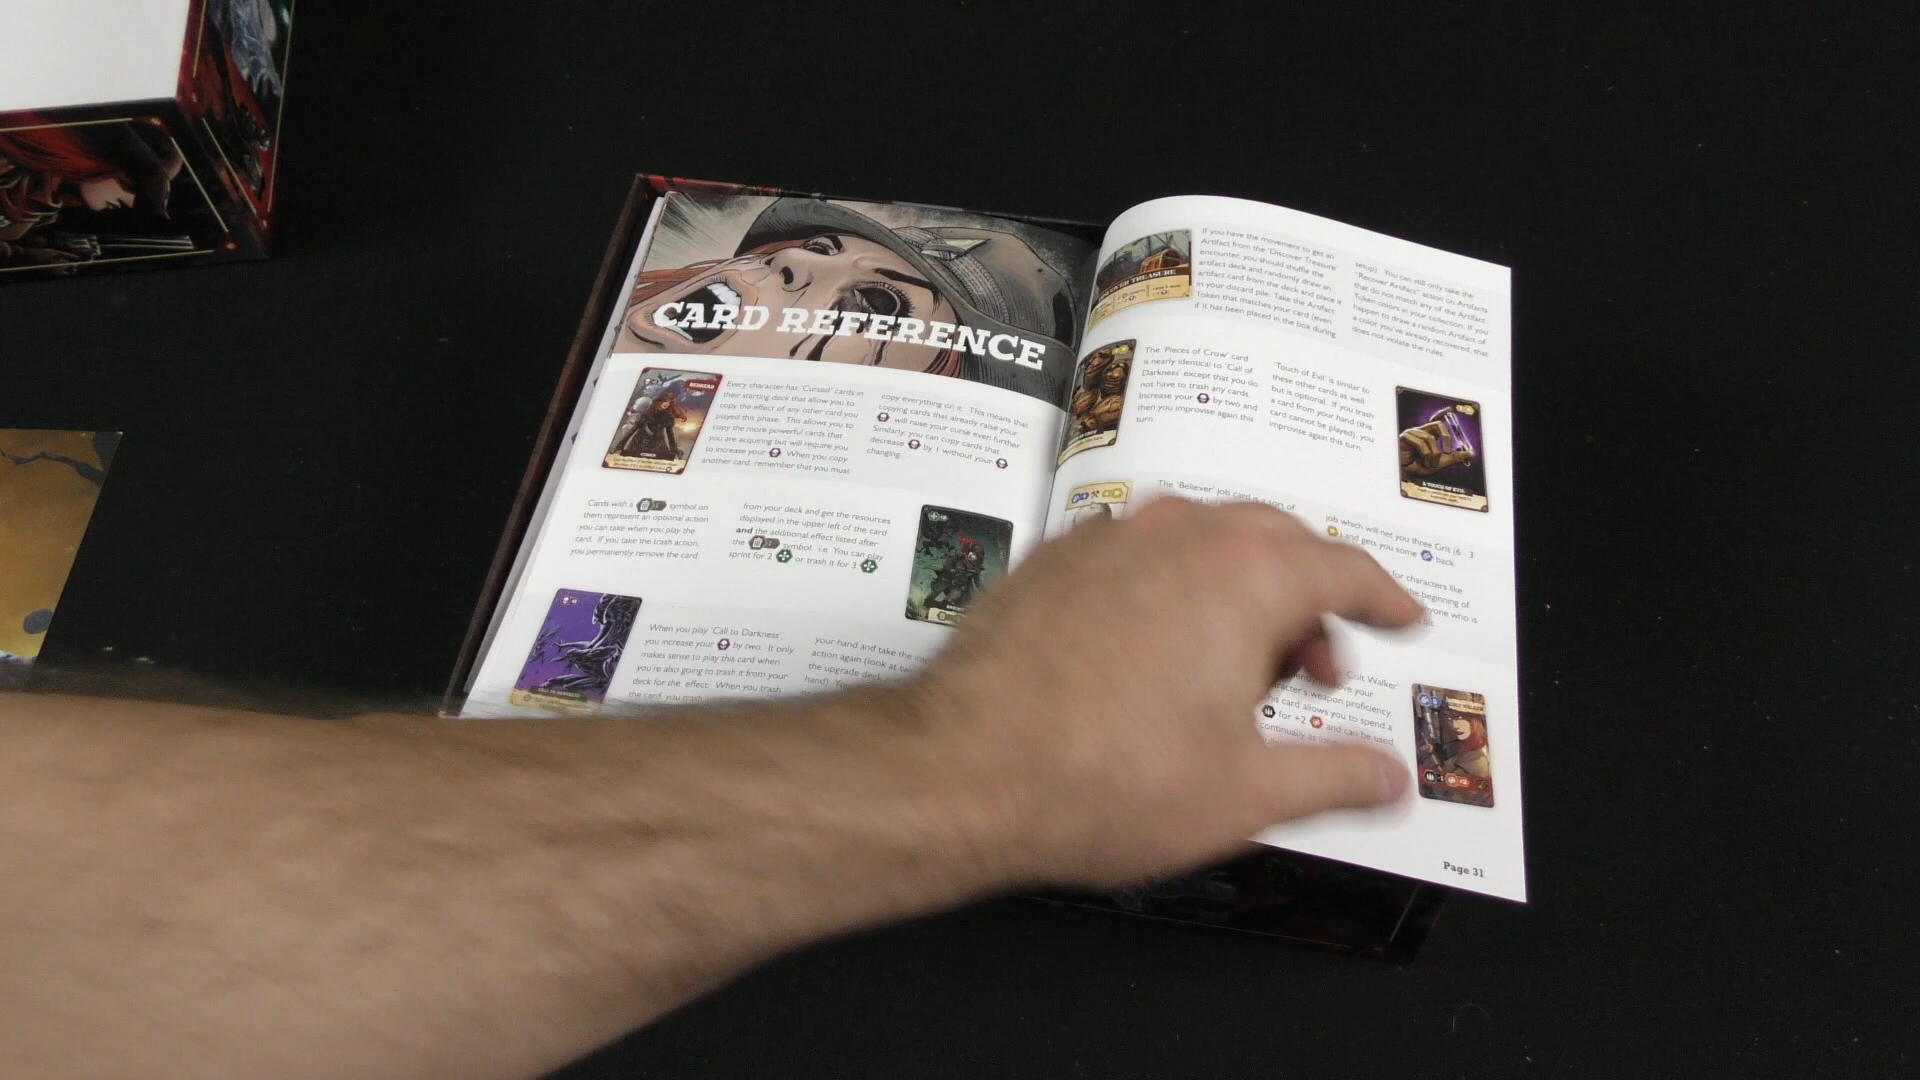 CARD REFERENCE
REDHEAD
CURSED
Every character has 'Cursed' cards in
their starting deck that allow you to
copy the effect of any other card you
played this phase. This allows you to
copy the more powerful cards that
you are acquiring but will require you
to increase your
When you copy
another card, remember that you must
copy everything on it. This means that
copying cards that already raise your
will raise your curse even further
Similarly, you can copy cards that
decrease by 1 without your
changing.
Cards with a symbol on
them represent an optional action
you can take when you play the
card. If you take the trash action,
you permanently remove the card
from your deck and get the resources
displayed in the upper left of the card
and the additional effect listed after
the symbol. i.e. You can play
sprint for 2 or trash it for 3
When you play 'Call to Darkness',
you increase your by two. It only
makes sense to play this card when
you're also going to trash it from your
deck for the effect. When you trash
the card, you trash
your hand and take the
action again (look at
the upgrade deck
hand). You
TREASURE
If you have the movement to get an
Artifact from the 'Discover Treasure'
encounter, you should shuffle the
artifact deck and randomly draw an
artifact card from the deck and place it
in your discard pile. Take the Artifact
Token that matches your card (even
if it has been placed in the box during
setup). You can still only take the
"Recover Artifact" action on Artifacts
that do not match any of the Artifact
Token colors in your collection. If you
happen to draw a random Artifact of
a color you've already recovered, that
does not violate the rules.
The 'Pieces of Crow' card
is nearly identical to 'Call of
Darkness' except that you do
not have to trash any cards.
Increase your by two and
then you improvise again this
turn.
'Touch of Evil' is similar to
these other cards as well
but is optional. If you trash
a card from your hand (this
card cannot be played), you
improvise again this turn.
A TOUCH OF EVIL
The 'Believer' job card is a sort of
job which will net you three Grit (6 - 3
) and gets you some back.
for characters like
the beginning of
anyone who is
Colt Walker'
your
character's weapon proficiency.
this card allows you to spend a
for +2 and can be used
continually as long
COLT WALKER
Page 31